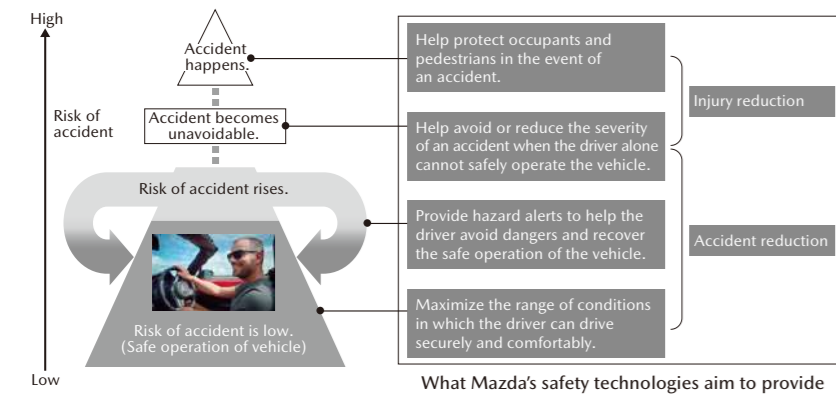 High
Accident
happens.
Risk of
accident
Accident becomes
unavoidable.
Risk of accident rises.
Risk of accident is low.
(Safe operation of vehicle)
Low
Help protect occupants and
pedestrians in the event of
an accident.
Help avoid or reduce the severity
of an accident when the driver alone
cannot safely operate the vehicle.
Provide hazard alerts to help the
driver avoid dangers and recover
the safe operation of the vehicle.
Maximize the range of conditions
in which the driver can drive
securely and comfortably.
Injury reduction
Accident reduction
What Mazda's safety technologies aim to provide